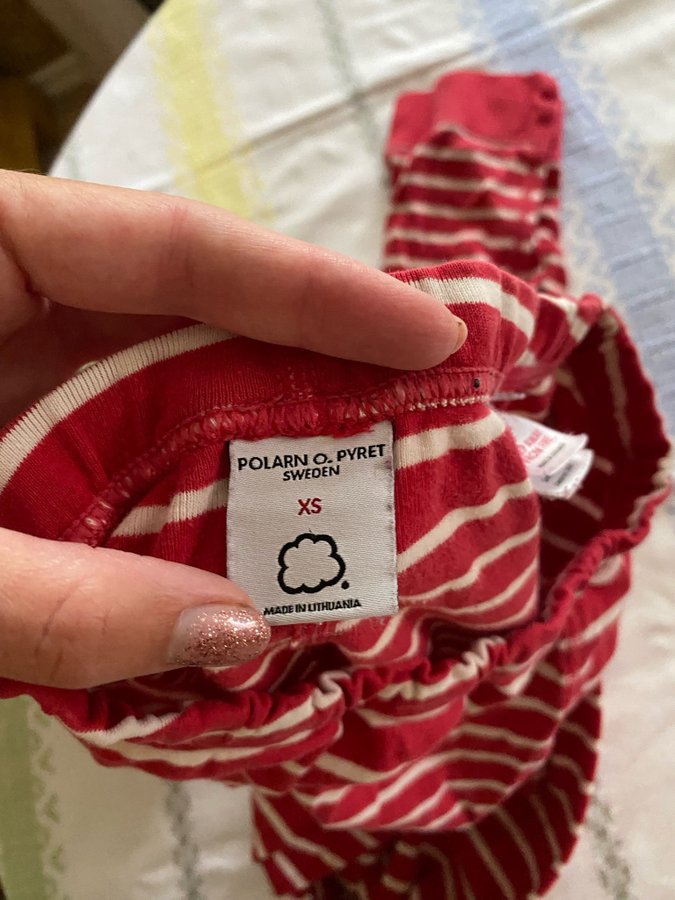 POLARN O. PYRET
SWEDEN
XS
MADE IN LITHUANIA